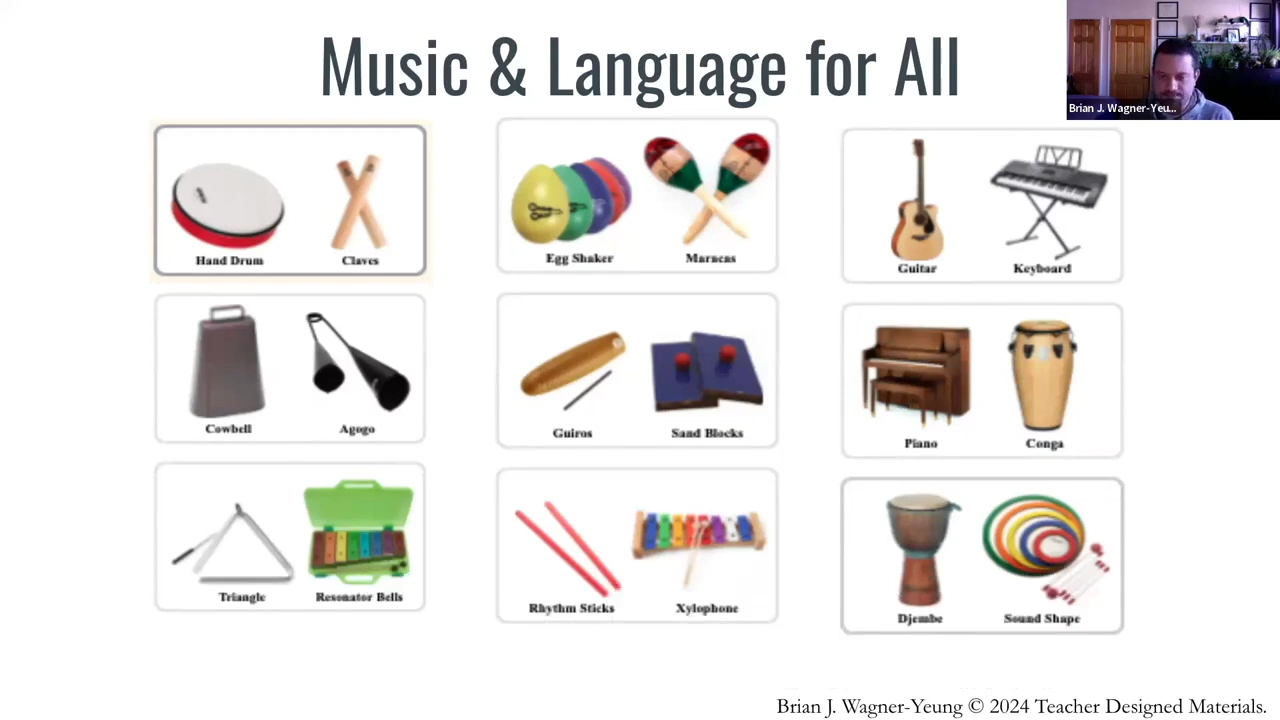 Music & Language for All
Brian J. Wagner-Yeu...
Hand Drum Claves
Egg Shaker Maracas
Guitar Keyboard
Cowbell Agogo
Guiros Sand Blocks
Piano Conga
Triangle Resonator Bells
Rhythm Sticks Xylophone
Djembe Sound Shape
Brian J. Wagner-Yeung © 2024 Teacher Designed Materials.